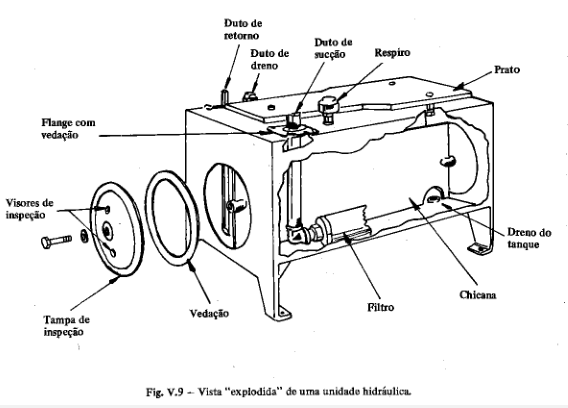 Duto de
retorno
Duto de
dreno
Duto de
sucção
Respiro
Prato
Flange com
vedação
Visores de
inspeção
Tampa de
inspeção
Vedação
Filtro
Chicana
Dreno do
tanque
Fig. V.9 – Vista "explodida" de uma unidade hidráulica.